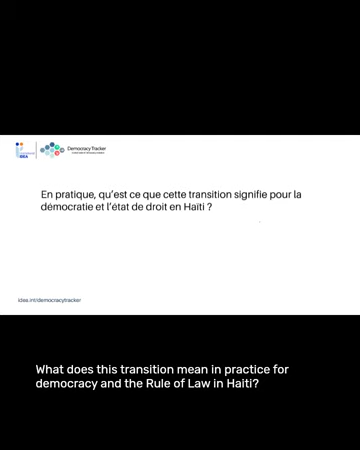 Democracy Tracker
En pratique, qu’est ce que cette transition signifie pour la
démocratie et l’état de droit en Haïti ?
idea.int/democracytracker
What does this transition mean in practice for
democracy and the Rule of Law in Haiti?